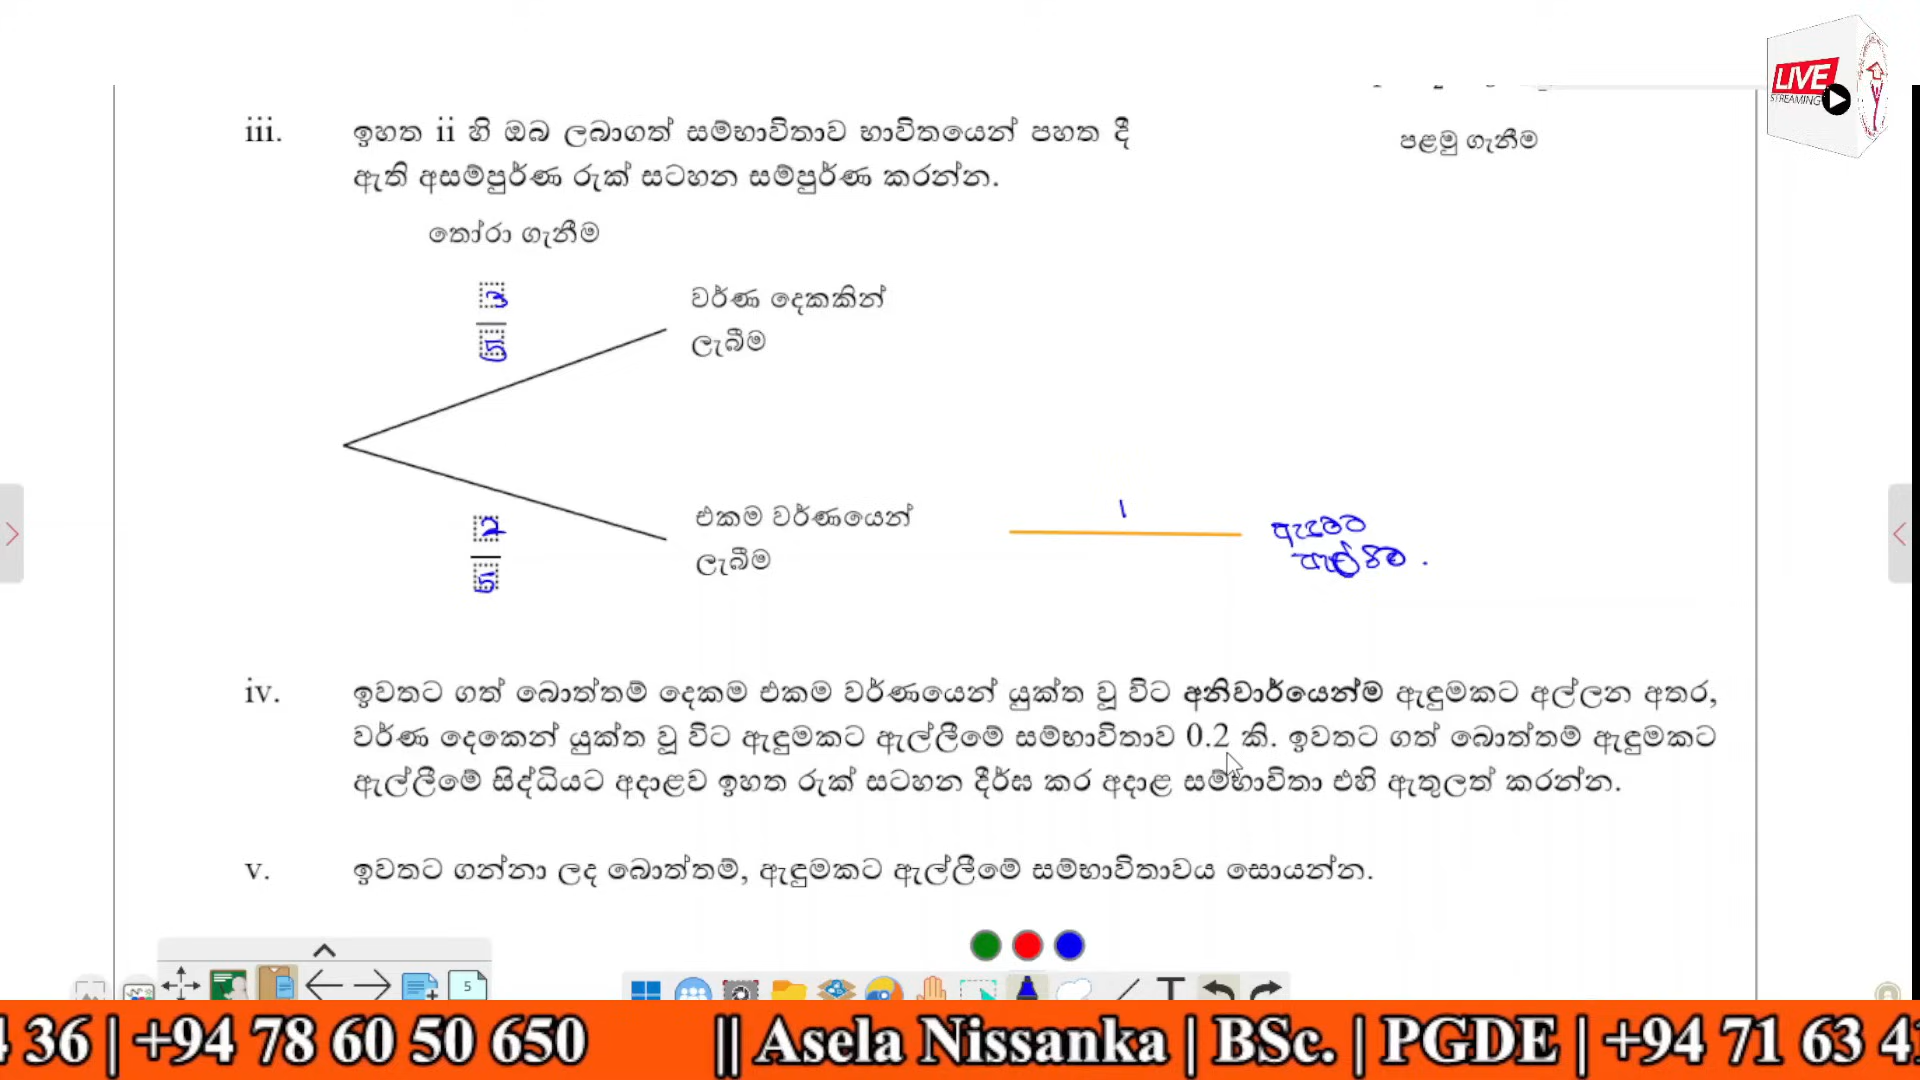 LIVE
STREAMING
iii. ඉහත ii හි ඔබ ලබාගත් සම්භාවිතාව භාවිතයෙන් පහත දී
ඇති අසම්පුර්ණ රුක් සටහන සම්පුර්ණ කරන්න.
පළමු ගැනීම
තෝරා ගැනීම
3
5
වර්ණ දෙකකින්
ලැබීම
2
5
එකම වර්ණයෙන්
ලැබීම
1
ඇඳුමට
ඇල්ලීම.
iv. ඉවතට ගත් බොත්තම් දෙකම එකම වර්ණයෙන් යුක්ත වූ විට අනිවාර්යෙන්ම ඇඳුමකට අල්ලන අතර,
වර්ණ දෙකෙන් යුක්ත වූ විට ඇඳුමකට ඇල්ලීමේ සම්භාවිතාව 0.2 කි. ඉවතට ගත් බොත්තම් ඇඳුමකට
ඇල්ලීමේ සිද්ධියට අදාළව ඉහත රුක් සටහන දීර්ඝ කර අදාළ සම්භාවිතා එහි ඇතුලත් කරන්න.
v. ඉවතට ගන්නා ලද බොත්තම්, ඇඳුමකට ඇල්ලීමේ සම්භාවිතාවය සොයන්න.
5
4 36 | +94 78 60 50 650 || Asela Nissanka | BSc. | PGDE | +94 71 63 41